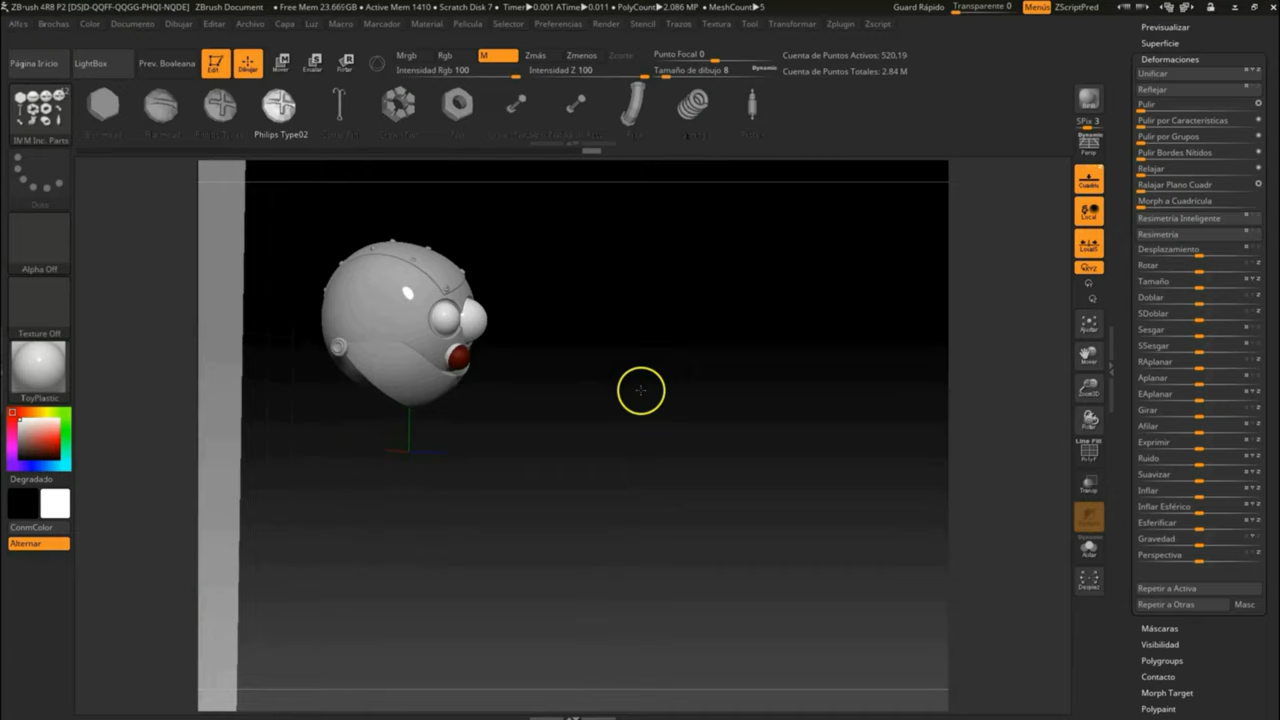 ZBrush 4R8 P2 [DSJD-QQFF-QQGG-PHQI-NQDE] ZBrush Document • Free Mem 23.669GB • Active Mem 1410 • Scratch Disk 7 • Timer▶0.001 ATime▶0.011 • PolyCount▶2.086 MP • MeshCount▶5 Guard Rápido Transparente 0 Menús ZScriptPred
Alfas Brochas Color Documento Dibujar Editar Archivo Capa Luz Macro Marcador Material Película Selector Preferencias Render Stencil Trazos Textura Tool Transformar Zplugin Zscript
Página Inicio LightBox Prev. Booleana Edit Dibujar Mover Escalar Rotar
Mrgb Rgb M Zmás Zmenos
Intensidad Rgb 100 Intensidad Z 100
Punto Focal 0
Tamaño de dibujo 8 Dynamic
Cuenta de Puntos Activos: 520,19
Cuenta de Puntos Totales: 2.84 M
IMM Inc. Parts
Philips Type02
Dots
Alpha Off
Texture Off
ToyPlastic
Degradado
ConmColor
Alternar
SPix 3
Dynamic
Persp
Local
Mover
Zoom3D
Rotar
Line Fill
PolyF
Transp
Dynamic
Desplaz
Previsualizar
Superficie
Deformaciones
Unificar
Reflejar
Pulir
Pulir por Características
Pulir por Grupos
Pulir Bordes Nítidos
Relajar
Ralajar Plano Cuadr
Morph a Cuadrícula
Resimetría Inteligente
Resimetría
Desplazamiento
Rotar
Tamaño
Doblar
SDoblar
Sesgar
SSesgar
RAplanar
Aplanar
EAplanar
Girar
Afilar
Exprimir
Ruido
Suavizar
Inflar
Inflar Esférico
Esferificar
Gravedad
Perspectiva
Repetir a Activa
Repetir a Otras Masc
Máscaras
Visibilidad
Polygroups
Contacto
Morph Target
Polypaint